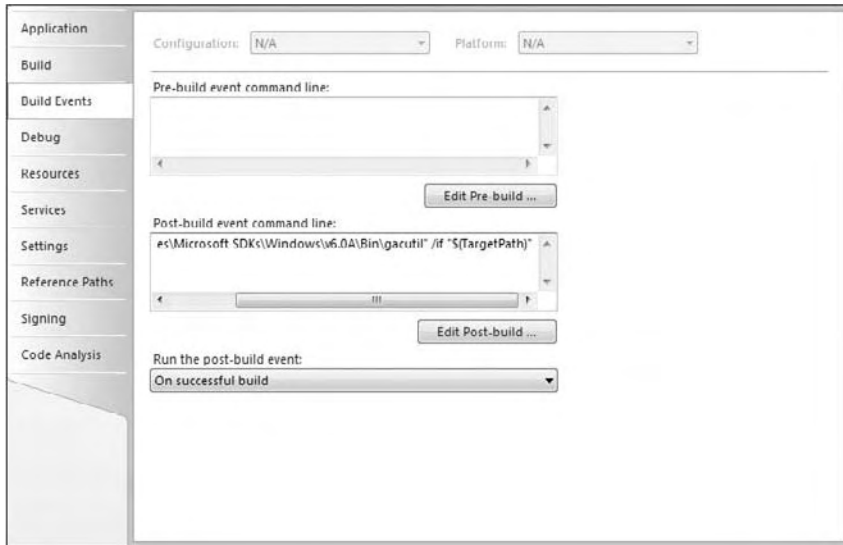 Application
Build
Build Events
Debug
Resources
Services
Settings
Reference Paths
Signing
Code Analysis
Configuration: N/A Platform: N/A
Pre-build event command line:
Edit Pre-build ...
Post-build event command line:
es\Microsoft SDKs\Windows\v6.0A\Bin\gacutil" /if "$(TargetPath)"
Edit Post-build ...
Run the post-build event:
On successful build